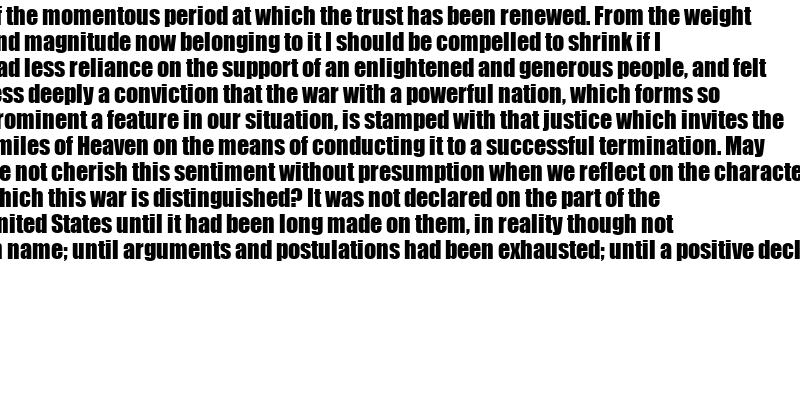 f the momentous period at which the trust has been renewed. From the weight
nd magnitude now belonging to it I should be compelled to shrink if I
ad less reliance on the support of an enlightened and generous people, and felt
ess deeply a conviction that the war with a powerful nation, which forms so
rominent a feature in our situation, is stamped with that justice which invites the
miles of Heaven on the means of conducting it to a successful termination. May
e not cherish this sentiment without presumption when we reflect on the characte
hich this war is distinguished? It was not declared on the part of the
nited States until it had been long made on them, in reality though not
name; until arguments and postulations had been exhausted; until a positive decl